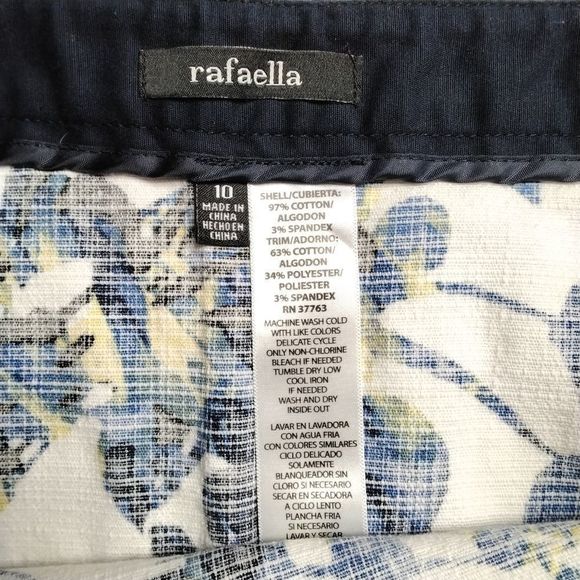 rafaella
10
MADE IN
CHINA
HECHO EN
CHINA
SHELL/CUBIERTA:
97% COTTON/
ALGODON
3% SPANDEX
TRIM/ADORNO:
63% COTTON/
ALGODON
34% POLYESTER/
POLIESTER
3% SPANDEX
RN 37763
MACHINE WASH COLD
WITH LIKE COLORS
DELICATE CYCLE
ONLY NON-CHLORINE
BLEACH IF NEEDED
TUMBLE DRY LOW
COOL IRON
IF NEEDED
WASH AND DRY
INSIDE OUT
LAVAR EN LAVADORA
CON AGUA FRIA
CON COLORES SIMILARES
CICLO DELICADO
SOLAMENTE
BLANQUEADOR SIN
CLORO SI NECESARIO
SECAR EN SECADORA
A CICLO LENTO
PLANCHA FRIA
SI NECESARIO
LAVAR Y SECAR